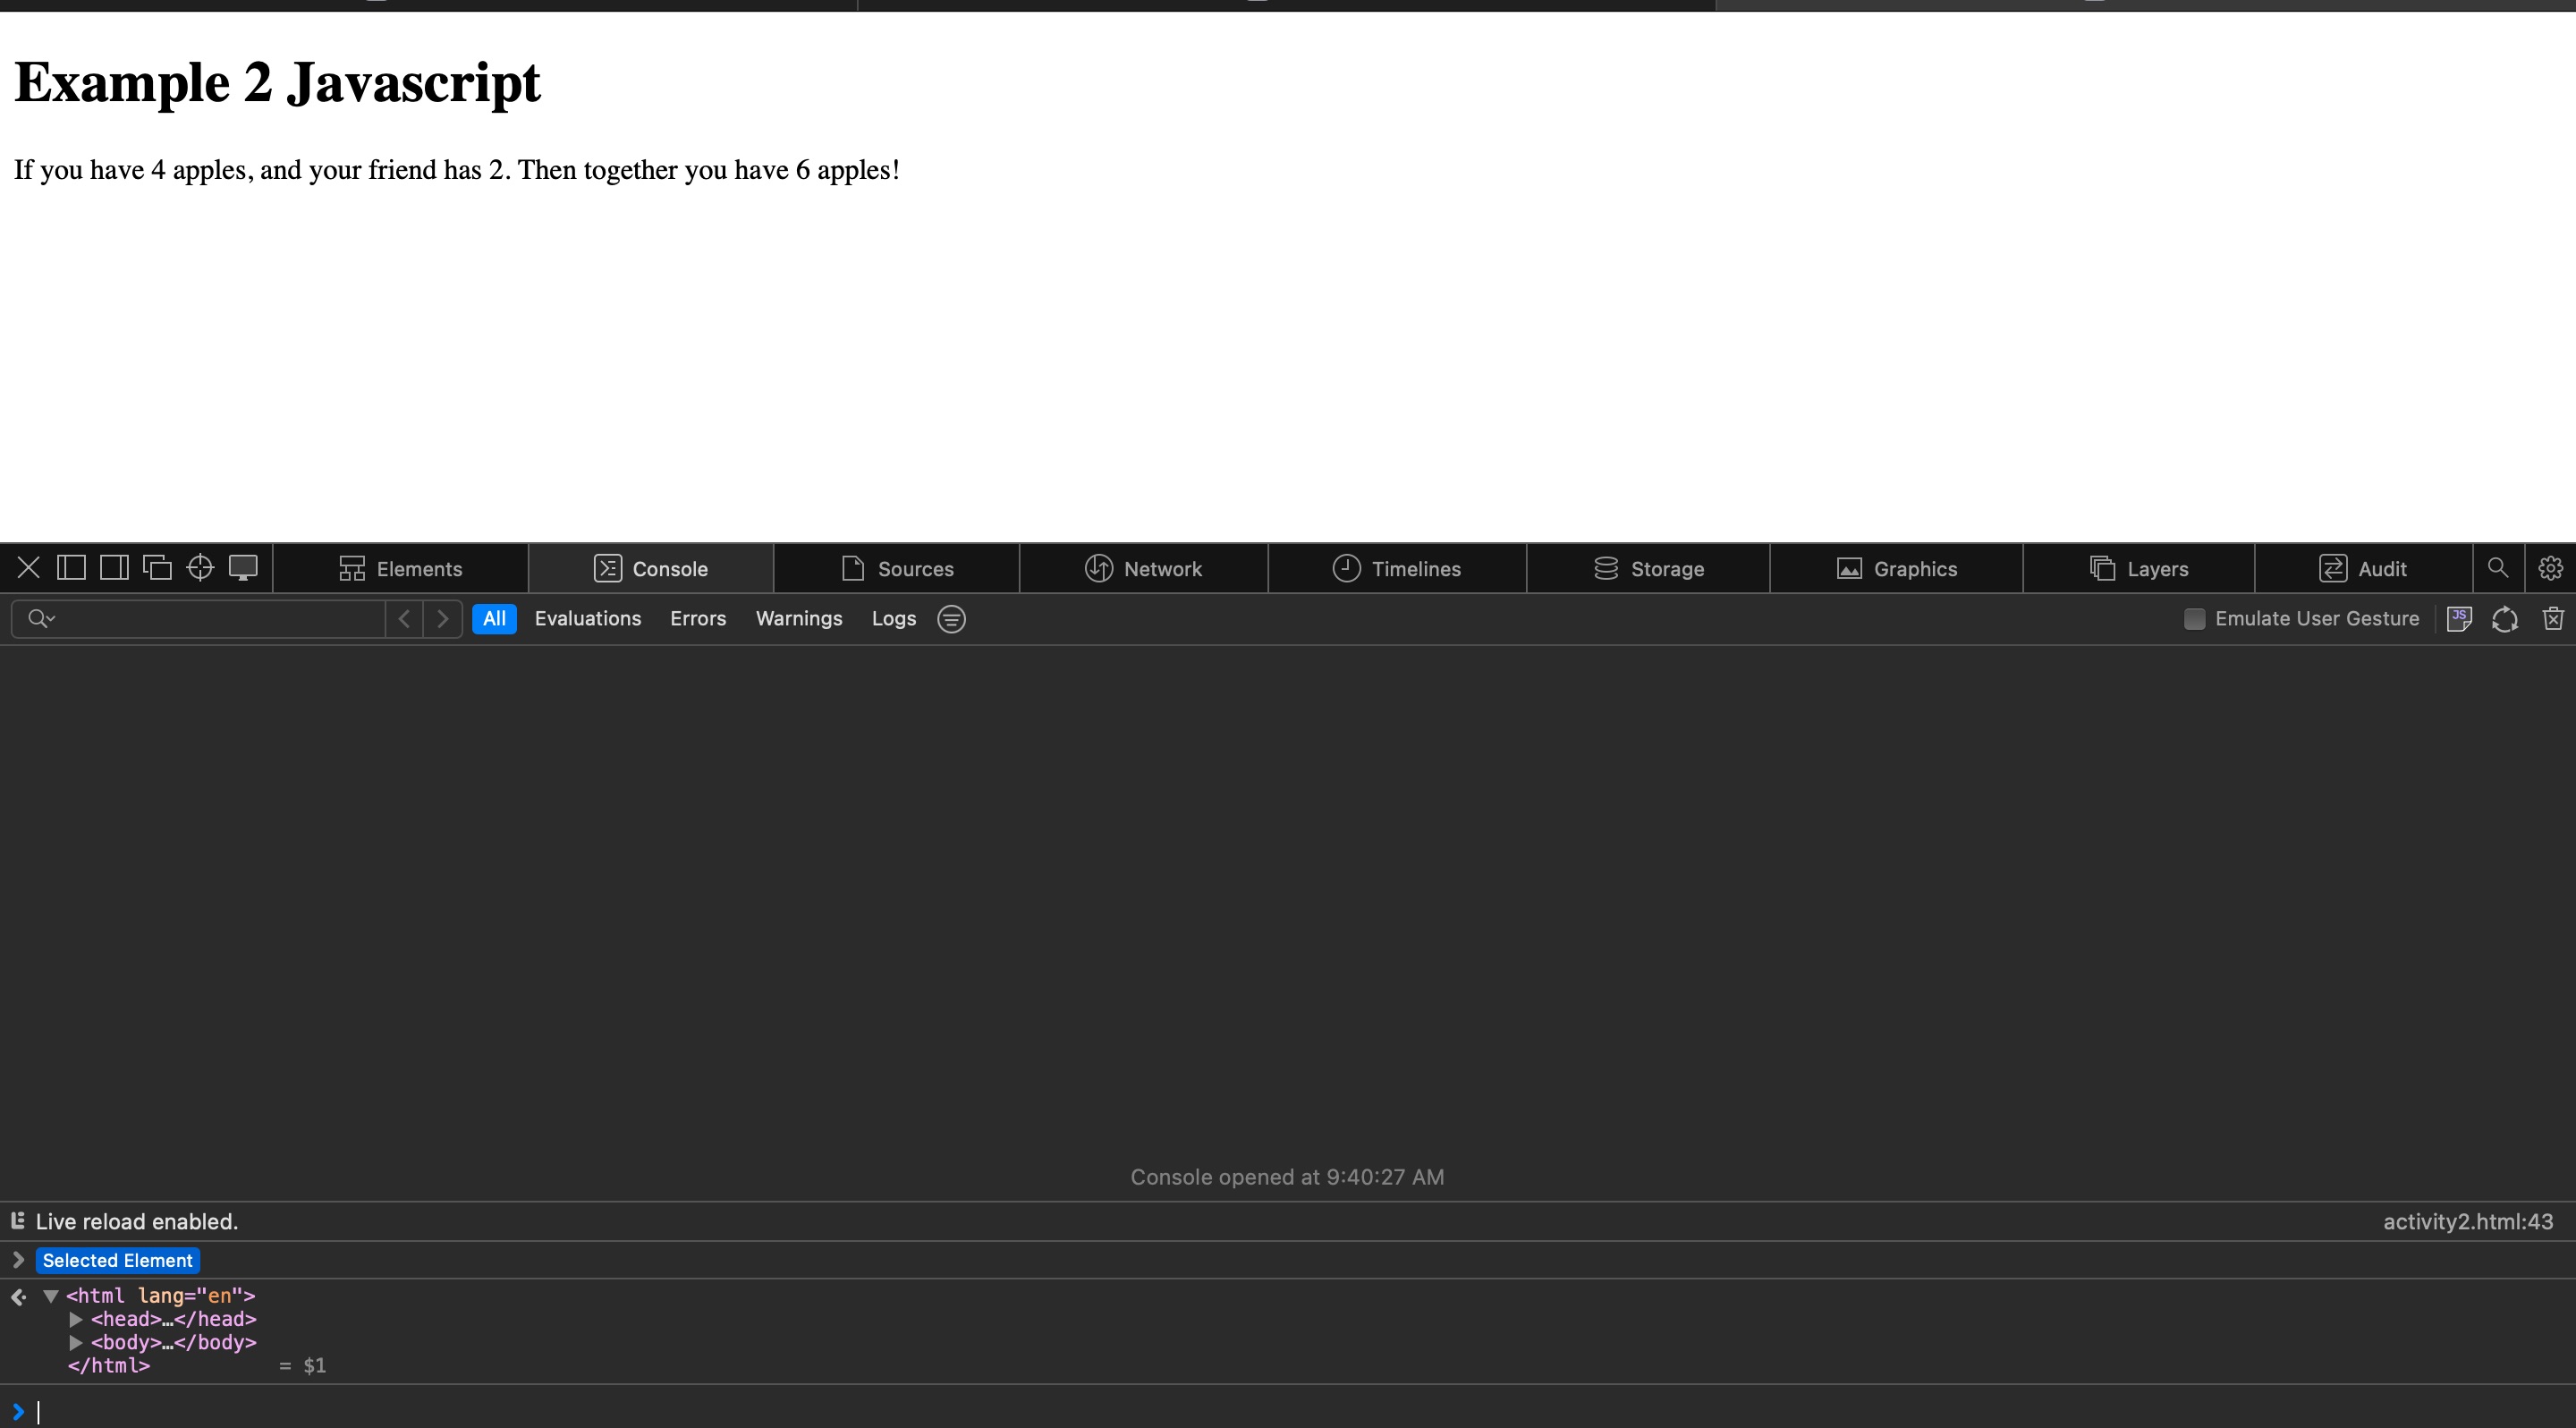 Example 2 Javascript
If you have 4 apples, and your friend has 2. Then together you have 6 apples!
Elements Console Sources Network Timelines Storage Graphics Layers Audit
All Evaluations Errors Warnings Logs Emulate User Gesture JS
Console opened at 9:40:27 AM
Live reload enabled. activity2.html:43
Selected Element
<html lang="en">
<head>…</head>
<body>…</body>
</html> = $1